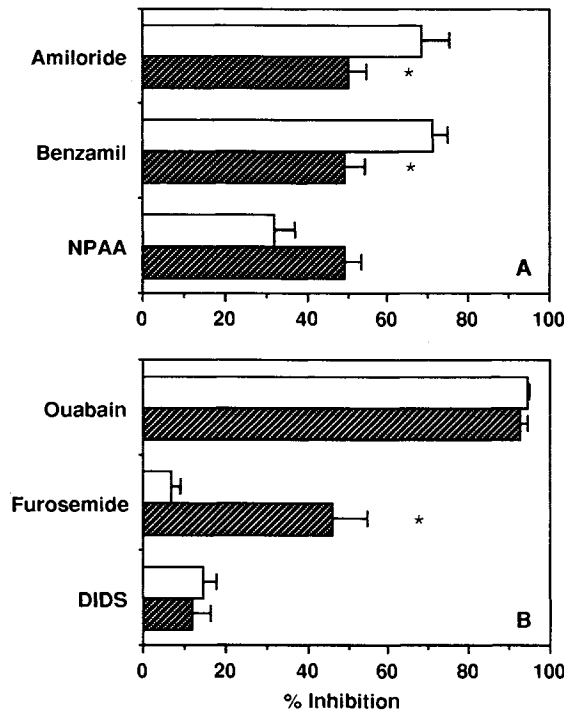 Amiloride
*
Benzamil
*
NPAA
A
0 20 40 60 80 100
Ouabain
Furosemide
*
DIDS
B
0 20 40 60 80 100
% Inhibition